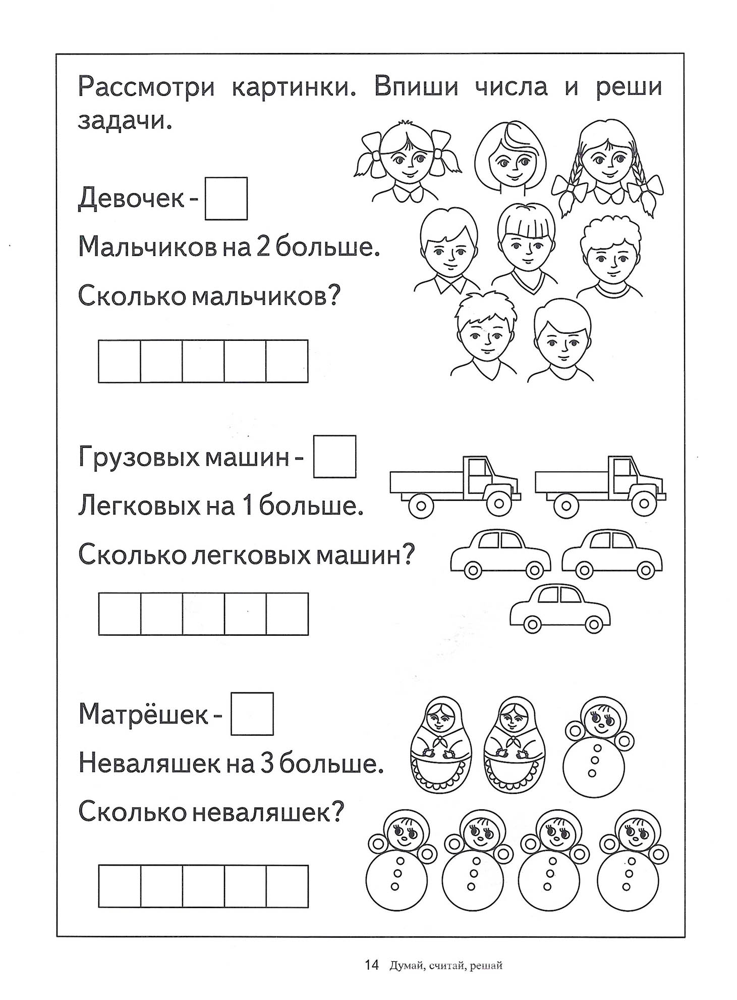 Рассмотри картинки. Впиши числа и реши
задачи.
Девочек -
Мальчиков на 2 больше.
Сколько мальчиков?
Грузовых машин -
Легковых на 1 больше.
Сколько легковых машин?
Матрёшек -
Неваляшек на 3 больше.
Сколько неваляшек?
14 Думай, считай, решай